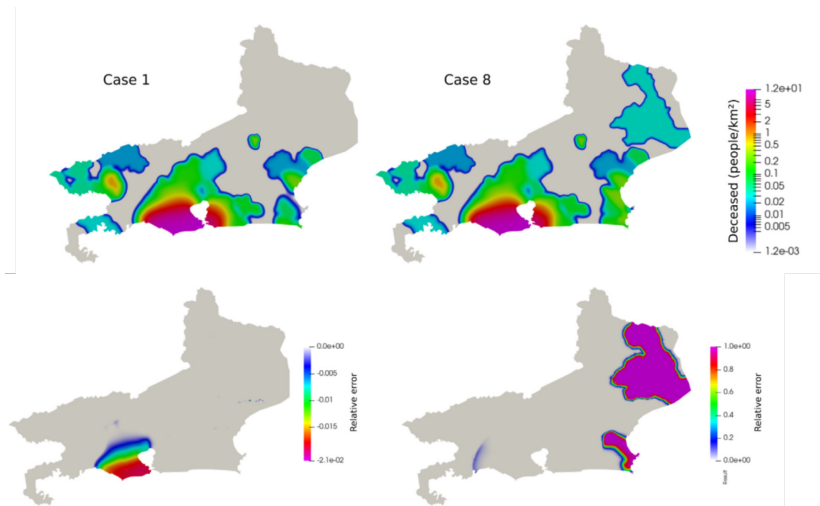 Case 1
Case 8
Deceased (people/km²)
1.2e+01
5
2
1
0.5
0.2
0.1
0.05
0.02
0.01
0.005
1.2e-03
0.0e+00
-0.005
-0.01
-0.015
-2.1e-02
Relative error
1.0e+00
0.8
0.6
0.4
0.2
0.0e+00
Relative error